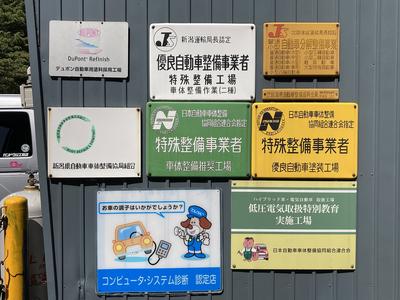 DUPONT
DuPont Refinish
デュポン自動車用塗料採用工場
新潟運輸局長認定
優良自動車整備事業者
特殊整備工場
車体整備作業(二種)
新潟県自動車車体整備協同組合
日本自動車車体整備
協同組合連合会指定
特殊整備事業者
車体整備推奨工場
日本自動車車体整備
協同組合連合会指定
特殊整備事業者
優良自動車塗装工場
お車の調子はいかがでしょうか?
コンピュータ・システム診断 認定店
ハイブリッド車・電気自動車 取扱工場
低圧電気取扱特別教育
実施工場
日本自動車車体整備協同組合連合会